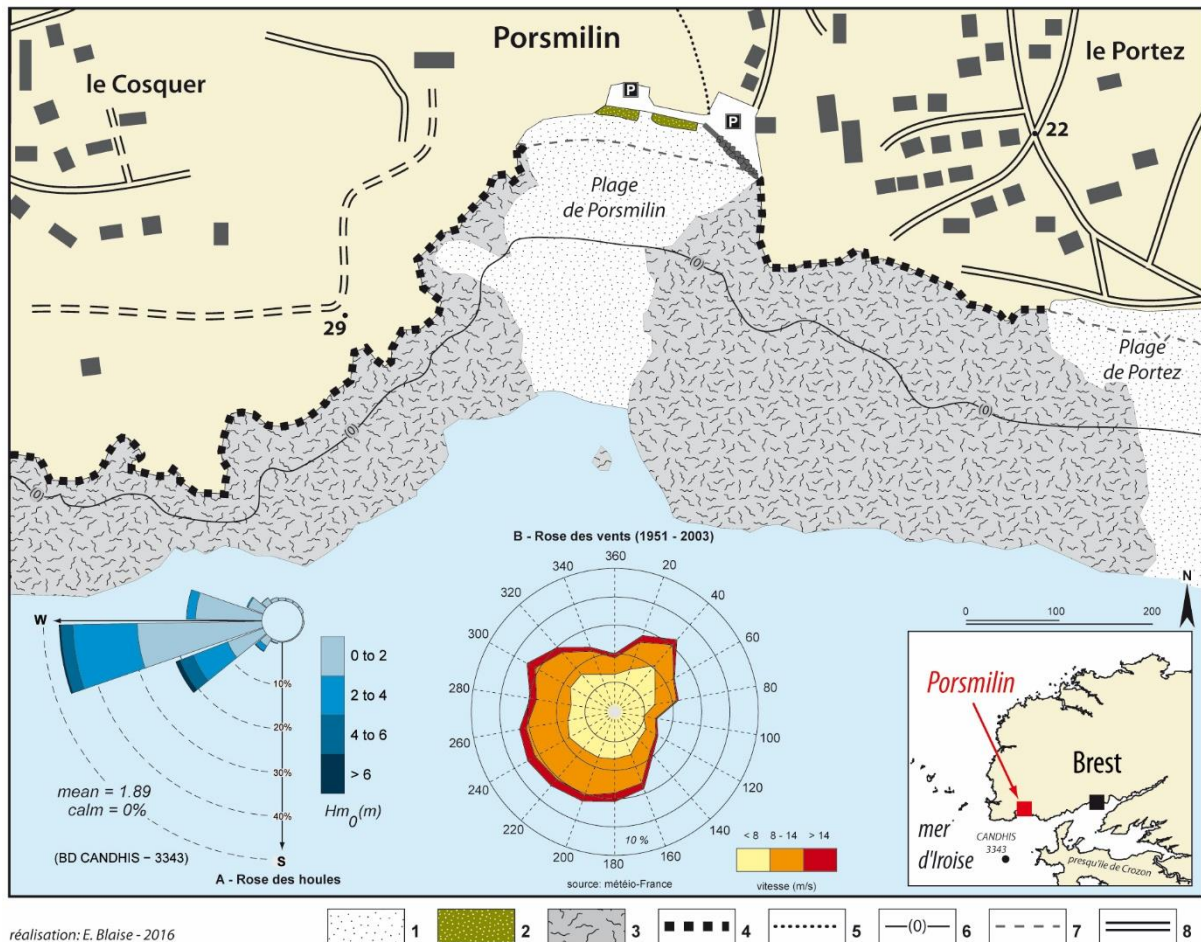 Porsmilin
le Portez
le Cosquer
P
P
22
Plage
de Porsmilin
29
Plage
de Portez
(0)
(0)
(0)
(0)
B - Rose des vents (1951 - 2003)
360
340
20
320
40
300
60
280
80
260
100
240
120
220
140
200
180
160
10 %
source: météio-France
< 8
8 - 14
> 14
vitesse (m/s)
W
10%
20%
30%
40%
S
0 to 2
2 to 4
4 to 6
> 6
Hm0(m)
mean = 1.89
calm = 0%
(BD CANDHIS – 3343)
A - Rose des houles
N
0
100
200
Porsmilin
Brest
mer
d'Iroise
CANDHIS
3343
presqu'île de Crozon
réalisation: E. Blaise - 2016
1
2
3
4
5
(0)
6
7
8